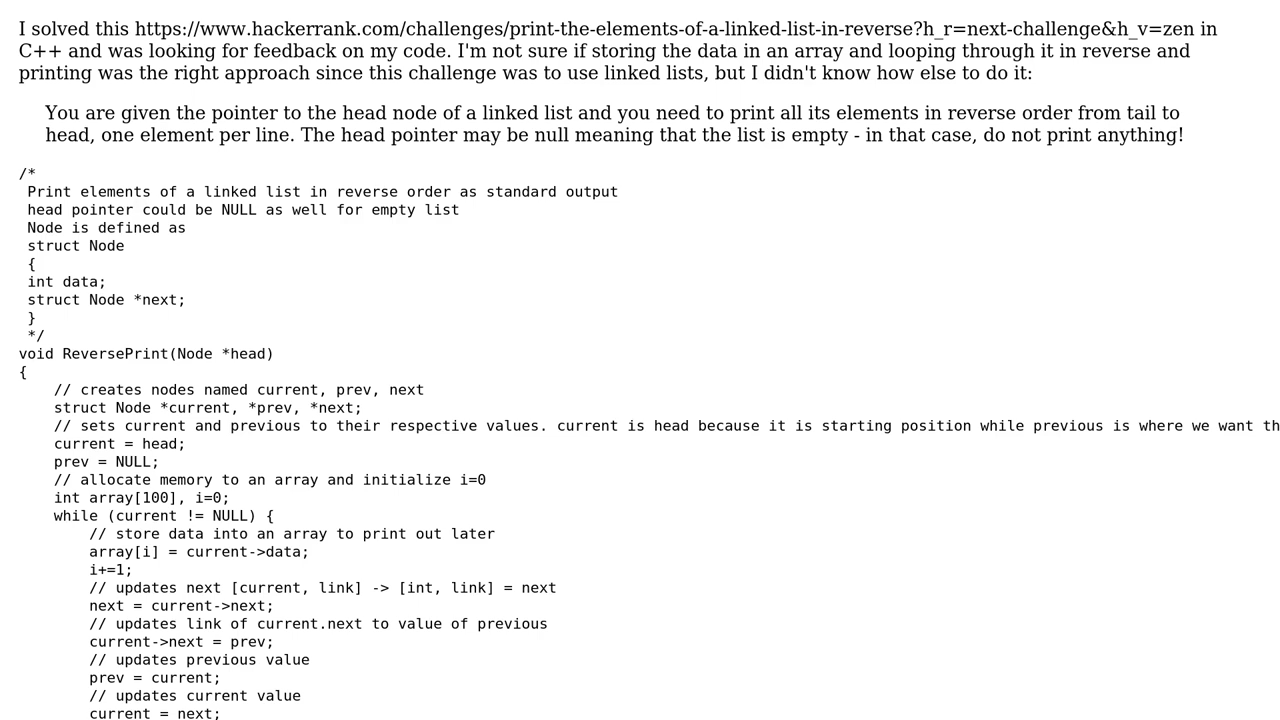 I solved this https://www.hackerrank.com/challenges/print-the-elements-of-a-linked-list-in-reverse?h_r=next-challenge&h_v=zen in
C++ and was looking for feedback on my code. I'm not sure if storing the data in an array and looping through it in reverse and
printing was the right approach since this challenge was to use linked lists, but I didn't know how else to do it:
You are given the pointer to the head node of a linked list and you need to print all its elements in reverse order from tail to
head, one element per line. The head pointer may be null meaning that the list is empty - in that case, do not print anything!
/*
 Print elements of a linked list in reverse order as standard output
 head pointer could be NULL as well for empty list
 Node is defined as
 struct Node
 {
 int data;
 struct Node *next;
 }
 */
void ReversePrint(Node *head)
{
    // creates nodes named current, prev, next
    struct Node *current, *prev, *next;
    // sets current and previous to their respective values. current is head because it is starting position while previous is where we want th
    current = head;
    prev = NULL;
    // allocate memory to an array and initialize i=0
    int array[100], i=0;
    while (current != NULL) {
        // store data into an array to print out later
        array[i] = current->data;
        i+=1;
        // updates next [current, link] -> [int, link] = next
        next = current->next;
        // updates link of current.next to value of previous
        current->next = prev;
        // updates previous value
        prev = current;
        // updates current value
        current = next;